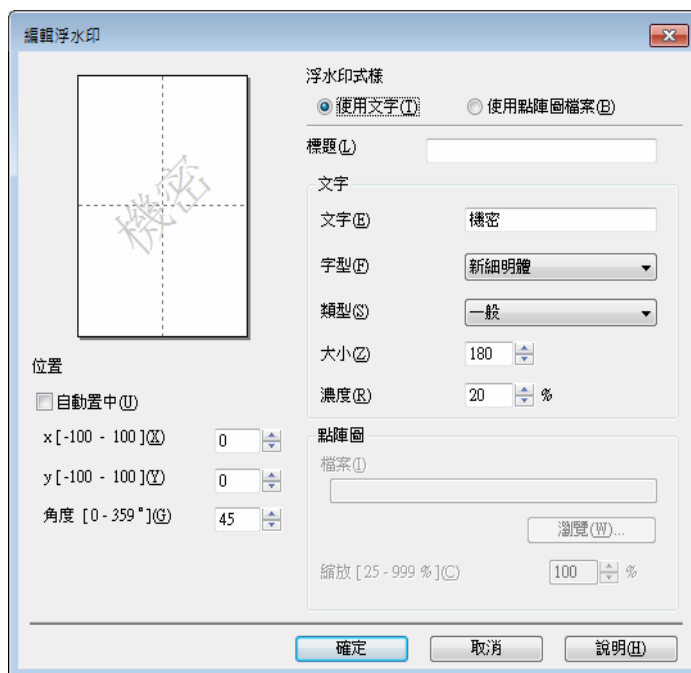 編輯浮水印
機密
浮水印式樣
使用文字(T) 使用點陣圖檔案(B)
標題(L)
文字
文字(E) 機密
字型(F) 新細明體
類型(S) 一般
大小(Z) 180
濃度(R) 20 %
位置
自動置中(U)
x [-100 - 100 ](X) 0
y [-100 - 100 ](Y) 0
角度 [0 - 359 °](G) 45
點陣圖
檔案(I)
瀏覽(W)...
縮放 [ 25 - 999 % ](C) 100 %
確定 取消 說明(H)